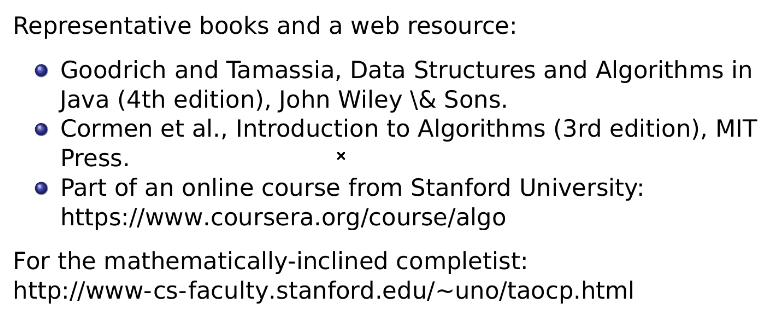 Representative books and a web resource:
Goodrich and Tamassia, Data Structures and Algorithms in
Java (4th edition), John Wiley \& Sons.
Cormen et al., Introduction to Algorithms (3rd edition), MIT
Press.
Part of an online course from Stanford University:
https://www.coursera.org/course/algo
For the mathematically-inclined completist:
http://www-cs-faculty.stanford.edu/~uno/taocp.html